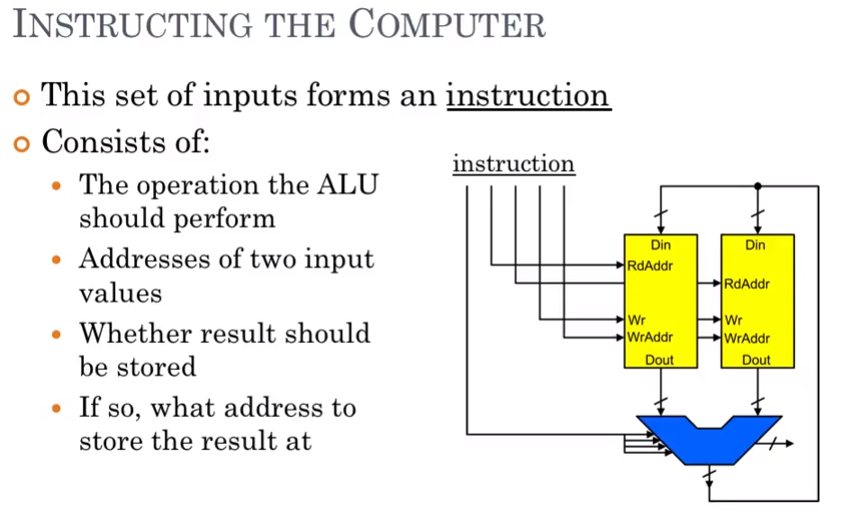 INSTRUCTING THE COMPUTER
This set of inputs forms an instruction
Consists of:
The operation the ALU
should perform
Addresses of two input
values
Whether result should
be stored
If so, what address to
store the result at
instruction
Din
RdAddr
Wr
WrAddr
Dout
Din
RdAddr
Wr
WrAddr
Dout